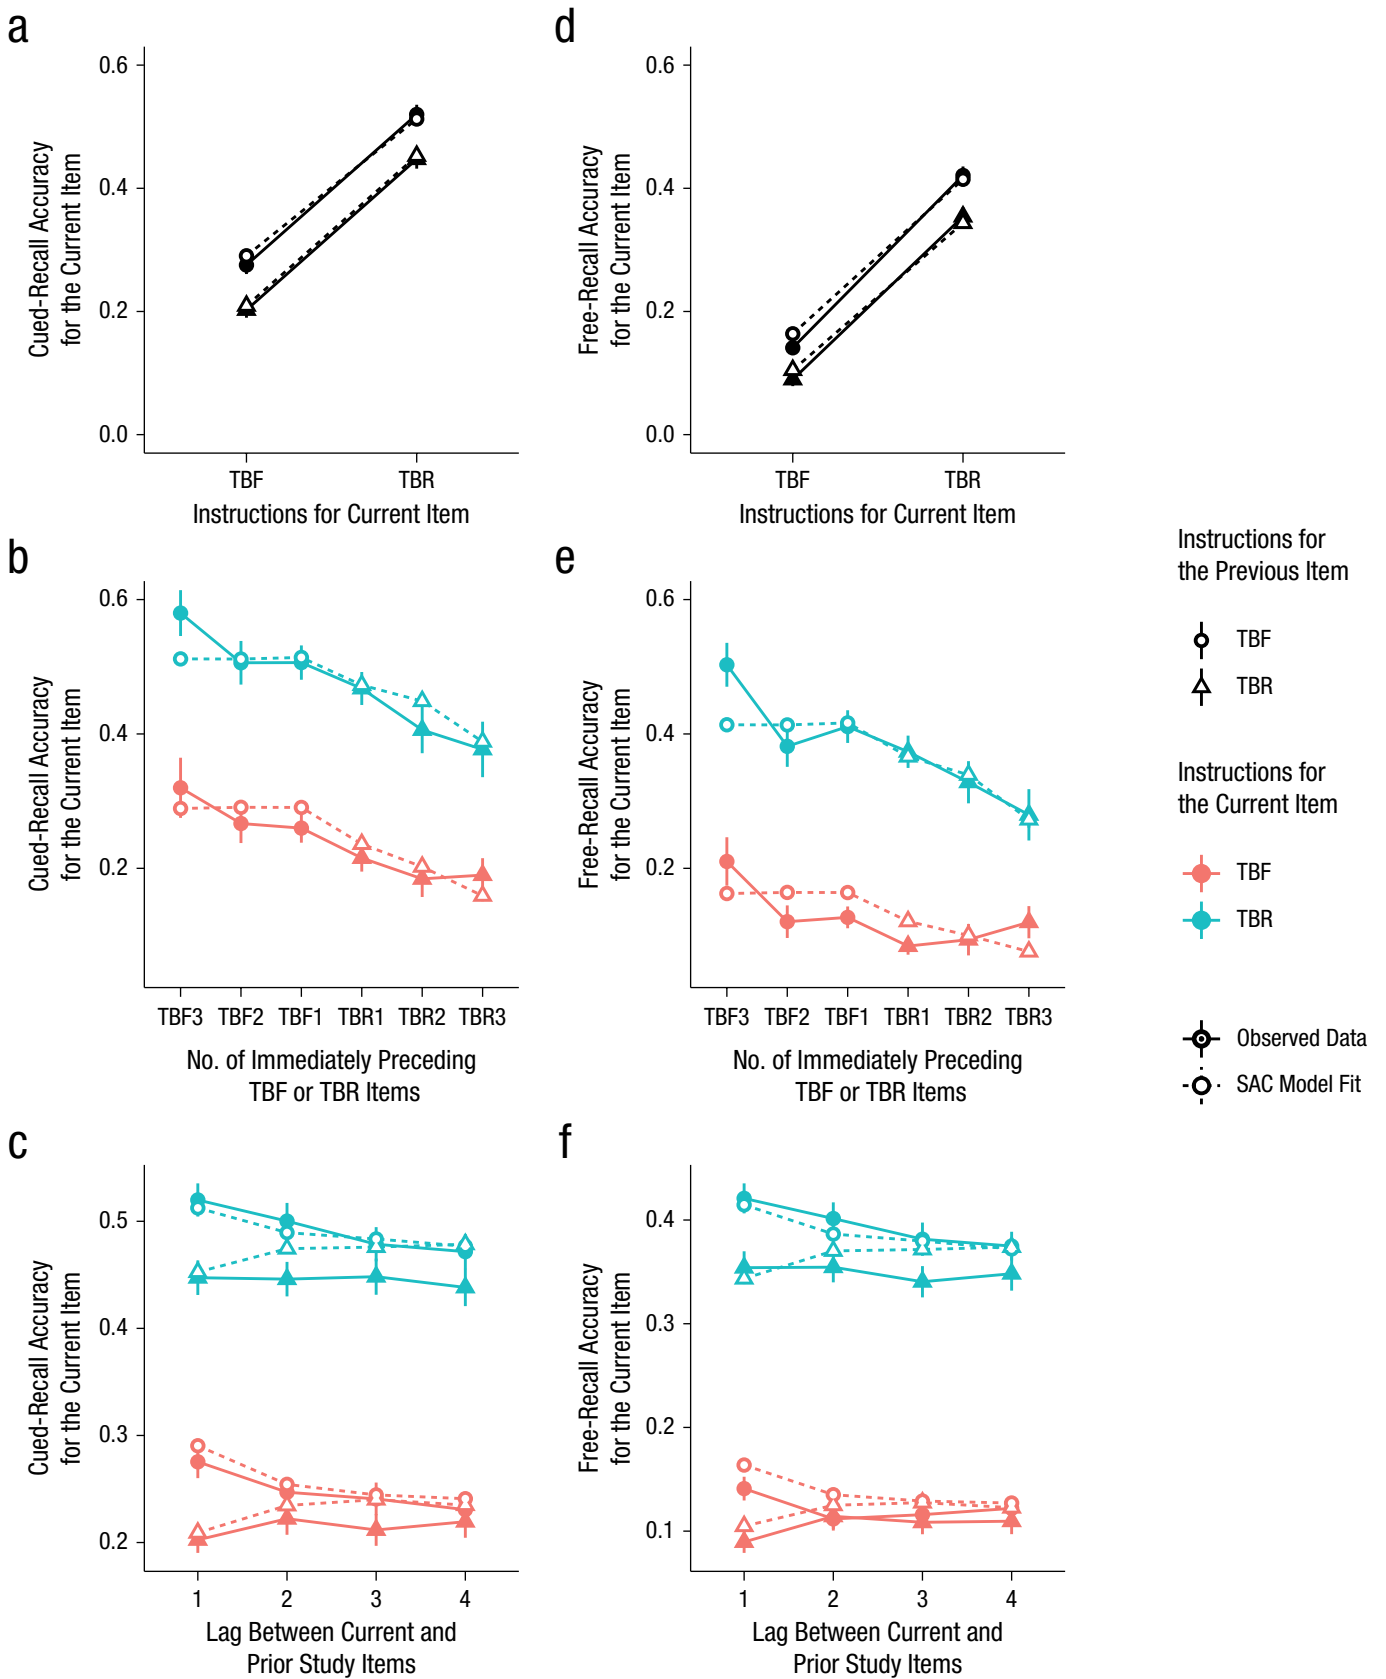 a
0.6
0.4
0.2
0.0
Cued-Recall Accuracy
for the Current Item
TBF
TBR
Instructions for Current Item
d
0.6
0.4
0.2
0.0
Free-Recall Accuracy
for the Current Item
TBF
TBR
Instructions for Current Item
b
0.6
0.4
0.2
Cued-Recall Accuracy
for the Current Item
TBF3 TBF2 TBF1 TBR1 TBR2 TBR3
No. of Immediately Preceding
TBF or TBR Items
e
0.6
0.4
0.2
Free-Recall Accuracy
for the Current Item
TBF3 TBF2 TBF1 TBR1 TBR2 TBR3
No. of Immediately Preceding
TBF or TBR Items
Instructions for
the Previous Item
TBF
TBR
Instructions for
the Current Item
TBF
TBR
Observed Data
SAC Model Fit
c
0.5
0.4
0.3
0.2
Cued-Recall Accuracy
for the Current Item
1 2 3 4
Lag Between Current and
Prior Study Items
f
0.4
0.3
0.2
0.1
Free-Recall Accuracy
for the Current Item
1 2 3 4
Lag Between Current and
Prior Study Items